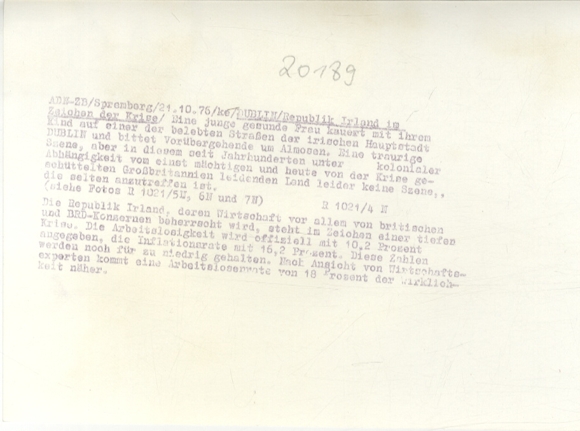 20189
ADN-ZB/Spremberg/21.10.76/ke/DUBLIN/Republik Irland im
Zeichen der Krise/ Eine junge gesunde Frau kauert mit ihrem
Kind auf einer der belebten Straßen der irischen Hauptstadt
DUBLIN und bittet Vorübergehende um Almosen. Eine traurige
Szene, aber in diesem seit Jahrhunderten unter kolonialer
Abhängigkeit vom einst mächtigen und heute von der Krise ge-
schüttelten Großbritannien leidenden Land leider keine Szene,
die selten anzutreffen ist.
(siehe Fotos R 1021/5N, 6N und 7N) R 1021/4 N
Die Republik Irland, deren Wirtschaft vor allem von britischen
und BRD-Konzernen beherrscht wird, steht im Zeichen einer tiefen
Krise. Die Arbeitslosigkeit wird offiziell mit 10,2 Prozent
angegeben, die Inflationsrate mit 16,2 Prozent. Diese Zahlen
werden noch für zu niedrig gehalten. Nach Ansicht von Wirtschafts-
experten kommt eine Arbeitslosenrate von 18 Prozent der Wirklich-
keit näher.